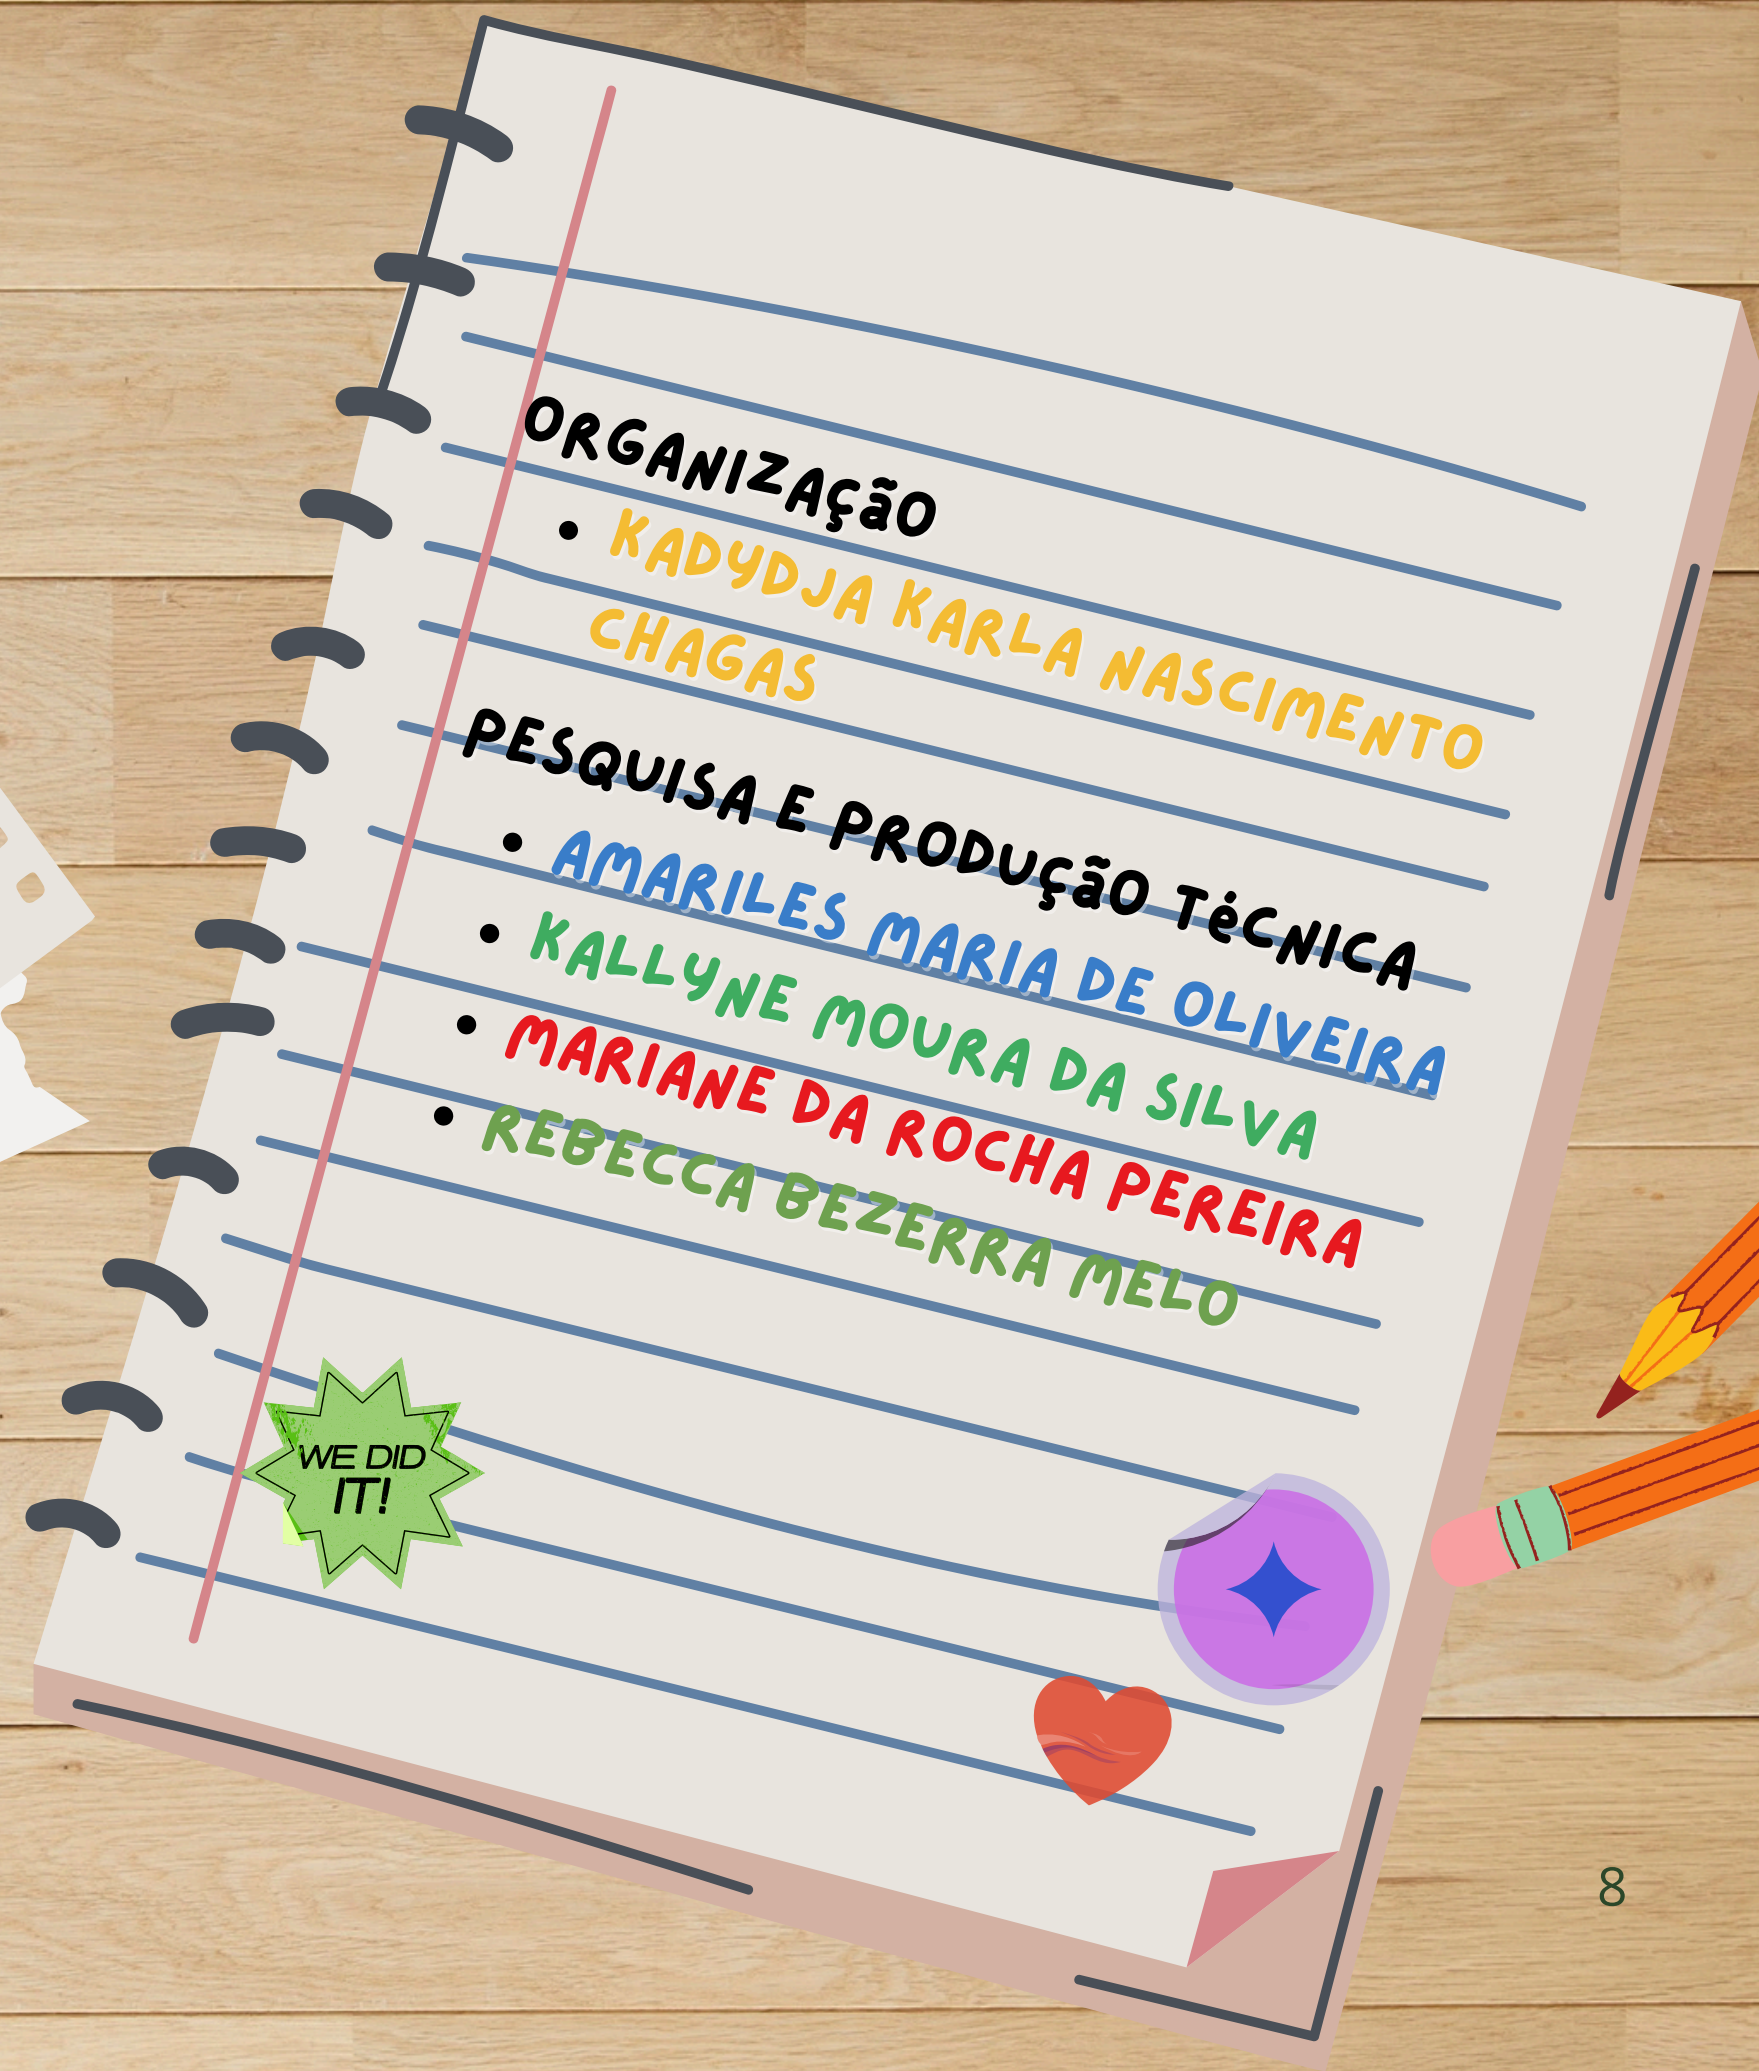 ORGANIZAÇãO
• KADYDJA KARLA NASCIMENTO
CHAGAS
PESQUISA E PRODUÇãO TéCNICA
• AMARILES MARIA DE OLIVEIRA
• KALLYNE MOURA DA SILVA
• MARIANE DA ROCHA PEREIRA
• REBECCA BEZERRA MELO
WE DID
IT!
8